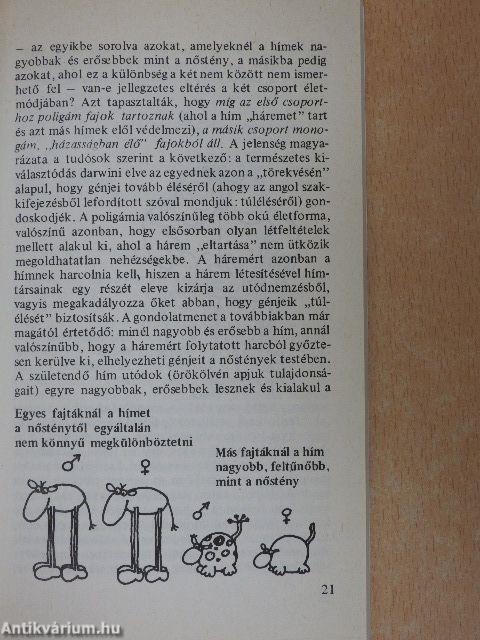 – az egyikbe sorolva azokat, amelyeknél a hímek na-
gyobbak és erősebbek mint a nőstény, a másikba pedig
azokat, ahol ez a különbség a két nem között nem ismer-
hető fel – van-e jellegzetes eltérés a két csoport élet-
módjában? Azt tapasztalták, hogy míg az első csoport-
hoz poligám fajok tartoznak (ahol a hím „háremet" tart
és azt más hímek elől védelmezi), a másik csoport mono-
gám, „házasságban élő" fajokból áll. A jelenség magya-
rázata a tudósok szerint a következő: a természetes ki-
választódás darwini elve az egyednek azon a „törekvésén"
alapul, hogy génjei tovább éléséről (ahogy az angol szak-
kifejezésből lefordított szóval mondjuk: túléléséről) gon-
doskodjék. A poligámia valószínűleg több okú életforma,
valószínű azonban, hogy elsősorban olyan létfeltételek
mellett alakul ki, ahol a hárem „eltartása" nem ütközik
megoldhatatlan nehézségekbe. A háremért azonban a
hímnek harcolnia kell, hiszen a hárem létesítésével hím-
társainak egy részét eleve kizárja az utódnemzésből,
vagyis megakadályozza őket abban, hogy génjeik „túl-
élését" biztosítsák. A gondolatmenet a továbbiakban már
magától értetődő: minél nagyobb és erősebb a hím, annál
valószínűbb, hogy a háremért folytatott harcból győzte-
sen kerülve ki, elhelyezheti génjeit a nőstények testében.
A születendő hím utódok (örökölvén apjuk tulajdonsá-
gait) egyre nagyobbak, erősebbek lesznek és kialakul a
Egyes fajtáknál a hímet
a nősténytől egyáltalán
nem könnyű megkülönböztetni
Más fajtáknál a hím
nagyobb, feltűnőbb,
mint a nőstény
♂ ♀
♂ ♀
21
Antikvárium.hu